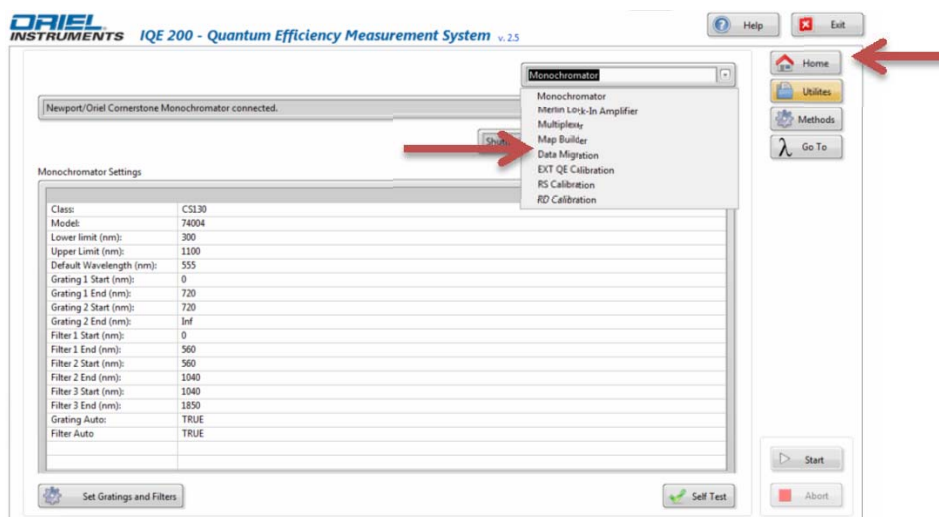 ORIEL
INSTRUMENTS IQE 200 - Quantum Efficiency Measurement System v. 2.5
Help
Exit
Home
Utilites
Methods
λ Go To
Monochromator
Newport/Oriel Cornerstone Monochromator connected.
Monochromator
Merlin Lock-In Amplifier
Multiplexer
Map Builder
Data Migration
EXT QE Calibration
RS Calibration
RD Calibration
Monochromator Settings
Class: CS130
Model: 74004
Lower limit (nm): 300
Upper Limit (nm): 1100
Default Wavelength (nm): 555
Grating 1 Start (nm): 0
Grating 1 End (nm): 720
Grating 2 Start (nm): 720
Grating 2 End (nm): Inf
Filter 1 Start (nm): 0
Filter 1 End (nm): 560
Filter 2 Start (nm): 560
Filter 2 End (nm): 1040
Filter 3 Start (nm): 1040
Filter 3 End (nm): 1850
Grating Auto: TRUE
Filter Auto TRUE
Set Gratings and Filters
Self Test
Start
Abort